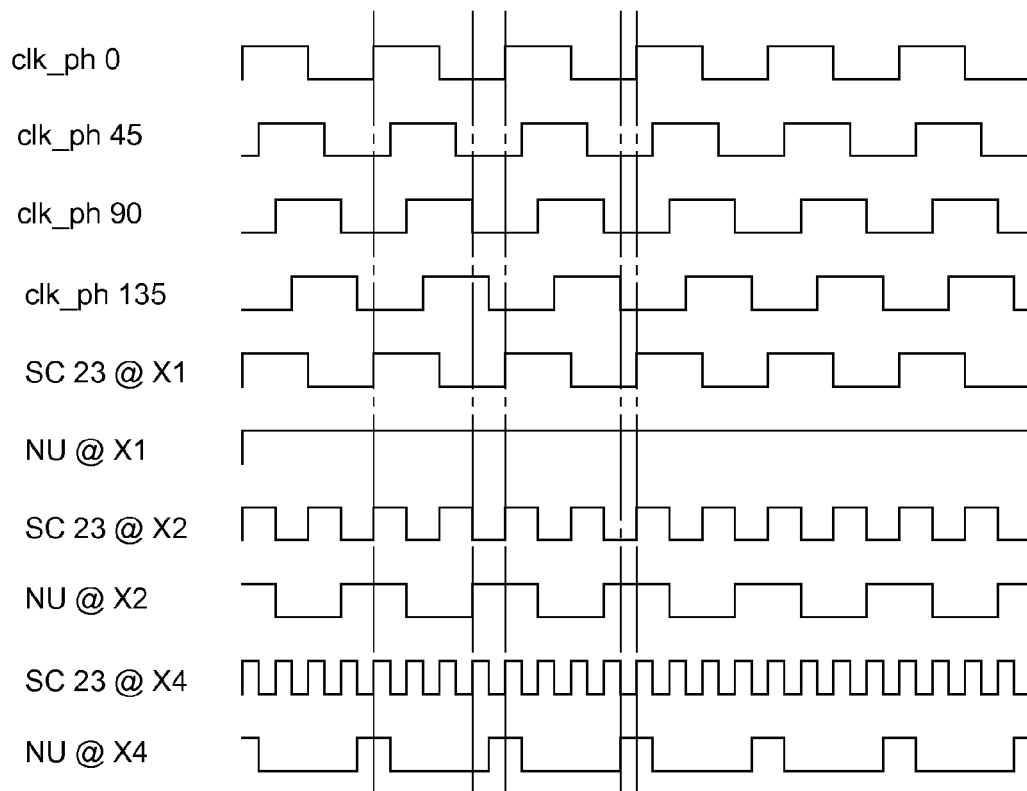 clk_ph 0
clk_ph 45
clk_ph 90
clk_ph 135
SC 23 @ X1
NU @ X1
SC 23 @ X2
NU @ X2
SC 23 @ X4
NU @ X4